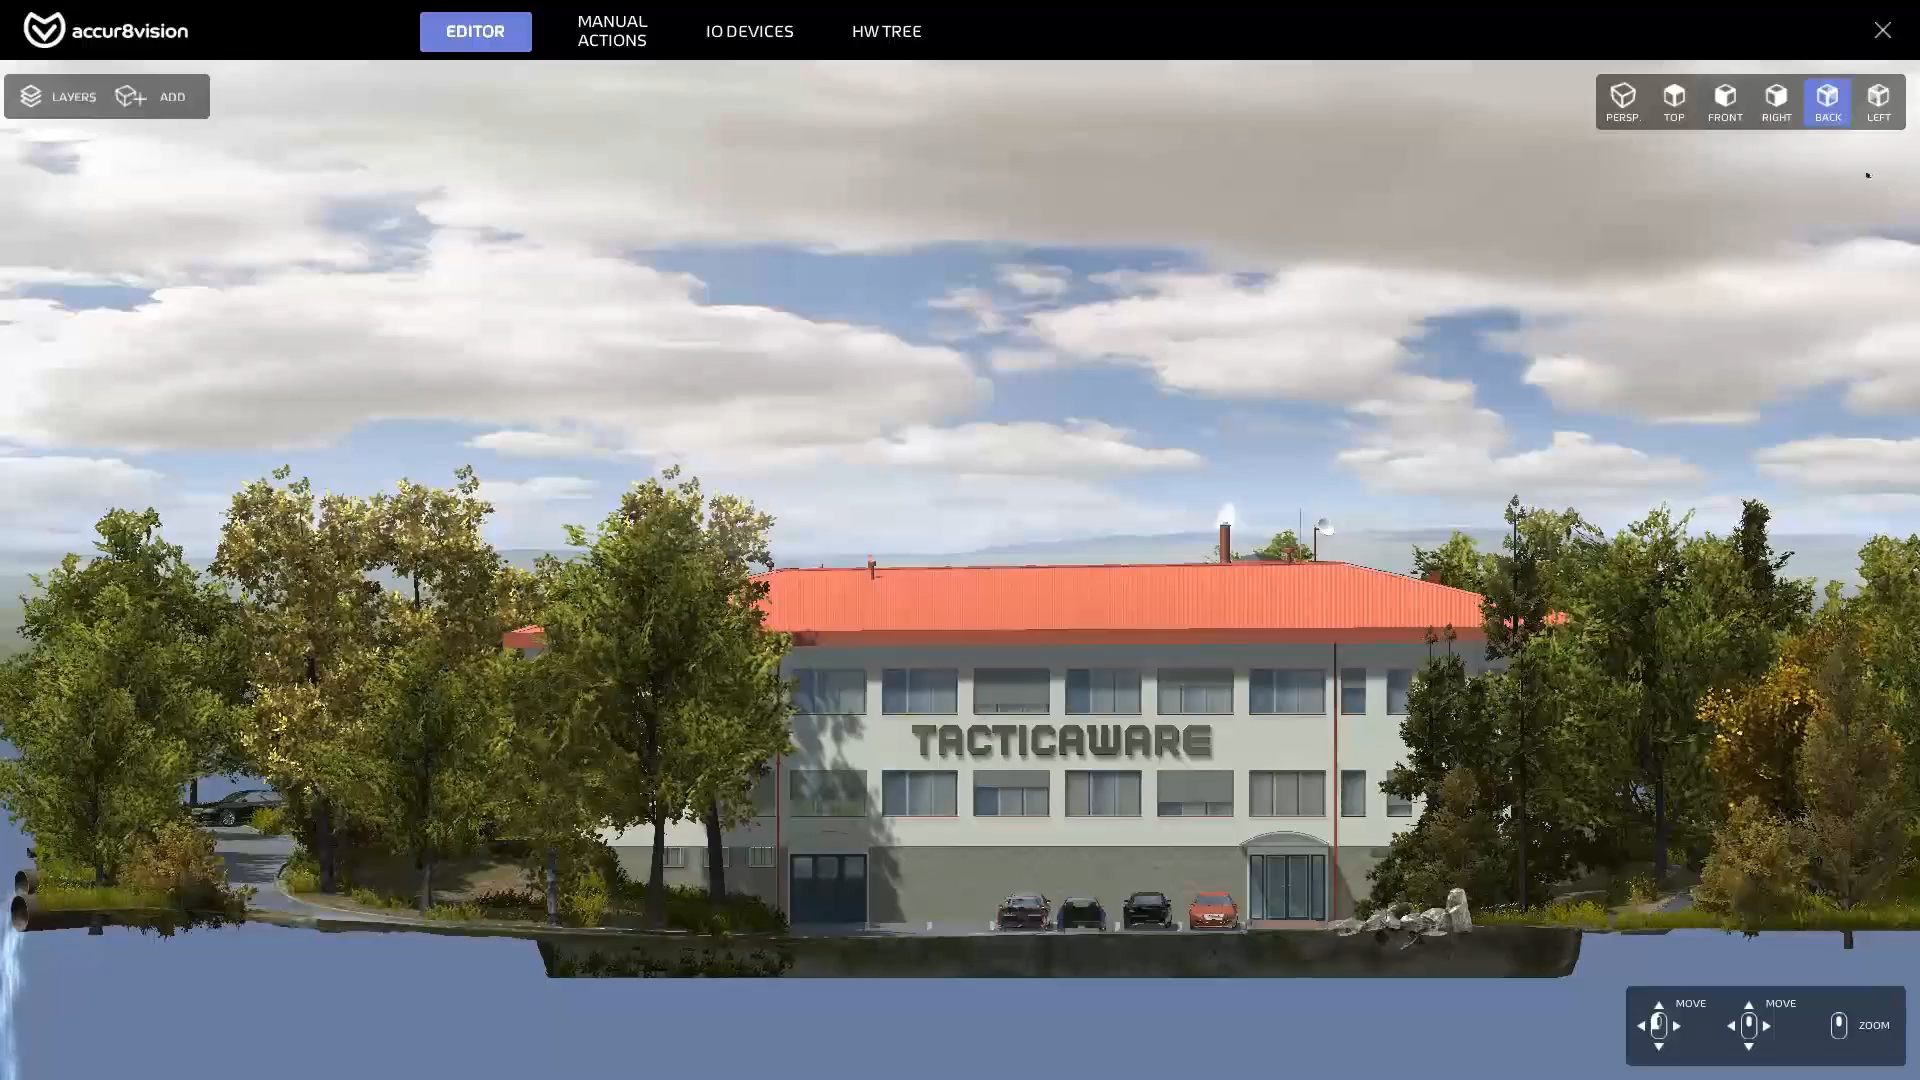 accur8vision
EDITOR
MANUAL
ACTIONS
IO DEVICES
HW TREE
LAYERS
ADD
PERSP.
TOP
FRONT
RIGHT
BACK
LEFT
TACTICAWARE
MOVE
MOVE
ZOOM